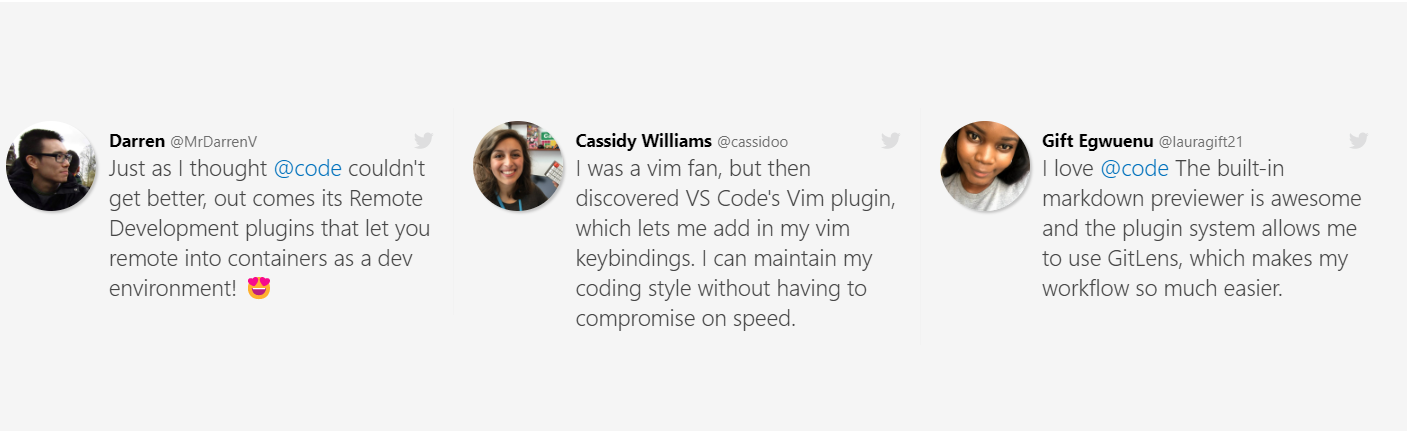 Darren @MrDarrenV
Just as I thought @code couldn't
get better, out comes its Remote
Development plugins that let you
remote into containers as a dev
environment! 😍
Cassidy Williams @cassidoo
I was a vim fan, but then
discovered VS Code's Vim plugin,
which lets me add in my vim
keybindings. I can maintain my
coding style without having to
compromise on speed.
Gift Egwuenu @lauragift21
I love @code The built-in
markdown previewer is awesome
and the plugin system allows me
to use GitLens, which makes my
workflow so much easier.